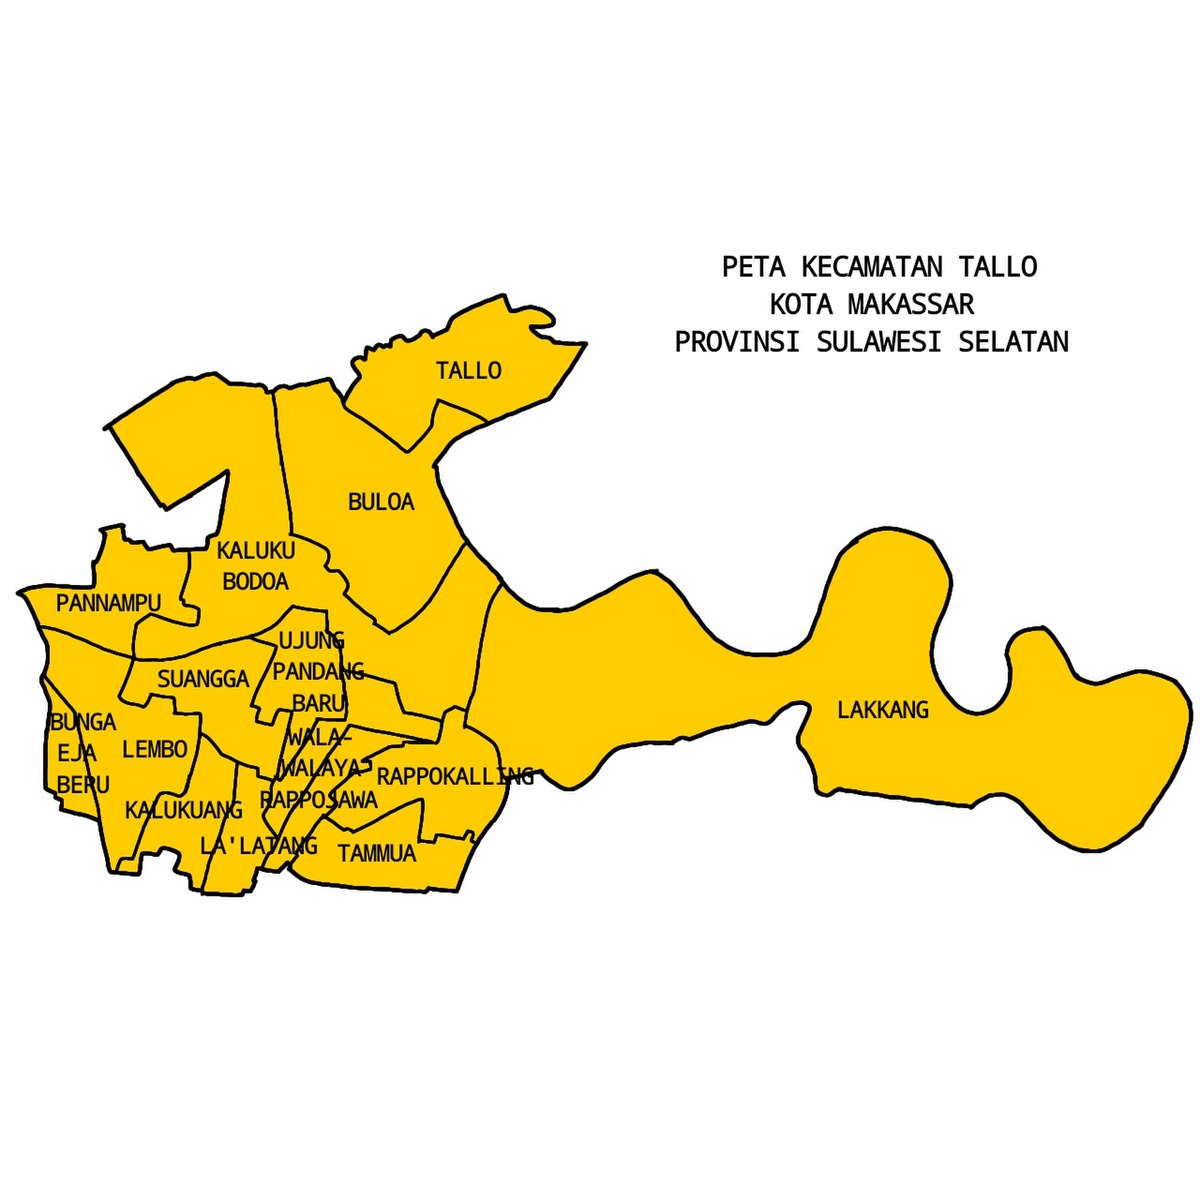 PETA KECAMATAN TALLO
KOTA MAKASSAR
PROVINSI SULAWESI SELATAN
TALLO
BULOA
KALUKU
BODOA
PANNAMPU
UJUNG
PANDANG
BARU
SUANGGA
LAKKANG
BUNGA
EJA
BERU
LEMBO
WALA-
WALAYA
RAPPOKALLING
RAPPOJAWA
KALUKUANG
LA'LATANG
TAMMUA